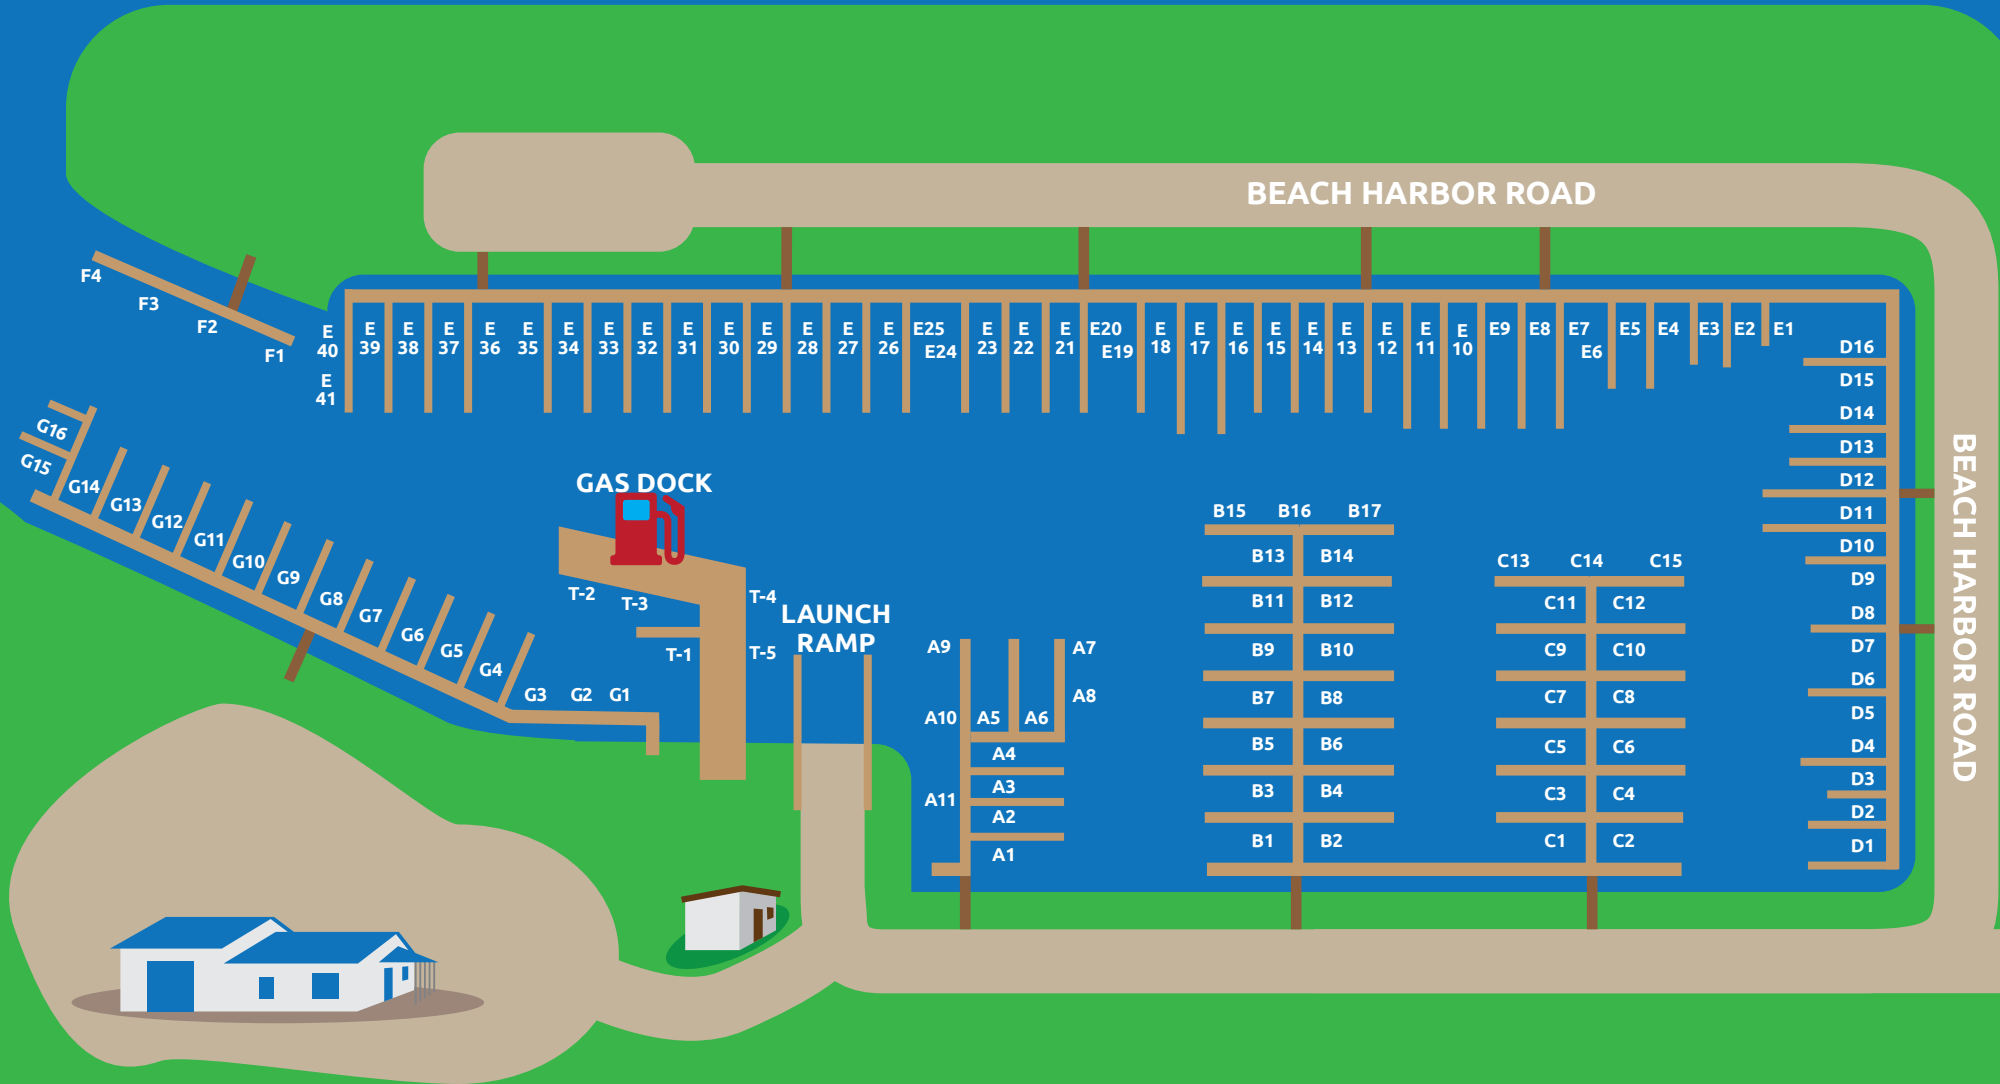 BEACH HARBOR ROAD
F4
F3
F2
F1
E
40
E
41
E
39
E
38
E
37
E
36
E
35
E
34
E
33
E
32
E
31
E
30
E
29
E
28
E
27
E
26
E25
E24
E
23
E
22
E
21
E20
E19
E
18
E
17
E
16
E
15
E
14
E
13
E
12
E
11
E
10
E9
E8
E7
E6
E5
E4
E3
E2
E1
D16
D15
D14
D13
D12
D11
D10
D9
D8
D7
D6
D5
D4
D3
D2
D1
BEACH HARBOR ROAD
G16
G15
G14
G13
G12
G11
G10
G9
G8
G7
G6
G5
G4
G3 G2 G1
GAS DOCK
T-2
T-3
T-4
T-1
T-5
LAUNCH
RAMP
A9
A7
A8
A10
A5
A6
A4
A3
A11
A2
A1
B15 B16 B17
B13 B14
B11 B12
B9 B10
B7 B8
B5 B6
B3 B4
B1 B2
C13 C14 C15
C11 C12
C9 C10
C7 C8
C5 C6
C3 C4
C1 C2